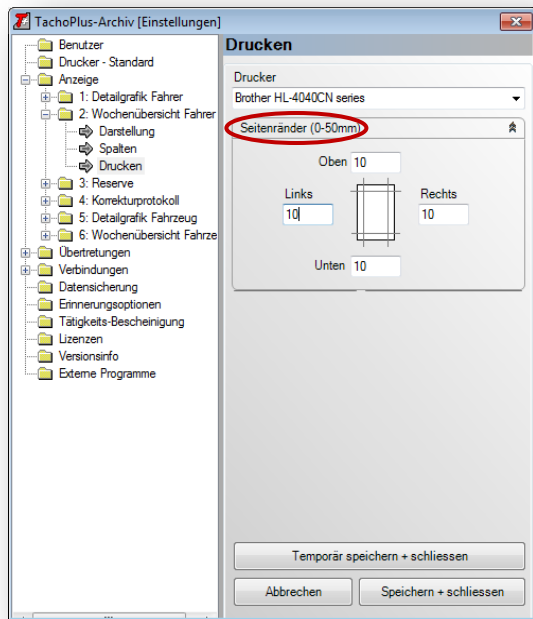 TachoPlus-Archiv [Einstellungen]
Benutzer
Drucker - Standard
Anzeige
1: Detailgrafik Fahrer
2: Wochenübersicht Fahrer
Darstellung
Spalten
Drucken
3: Reserve
4: Korrekturprotokoll
5: Detailgrafik Fahrzeug
6: Wochenübersicht Fahrze
Übertretungen
Verbindungen
Datensicherung
Erinnerungsoptionen
Tätigkeits-Bescheinigung
Lizenzen
Versionsinfo
Externe Programme
Drucken
Drucker
Brother HL-4040CN series
Seitenränder (0-50mm)
Oben 10
Links Rechts
10 10
Unten 10
Temporär speichern + schliessen
Abbrechen Speichern + schliessen